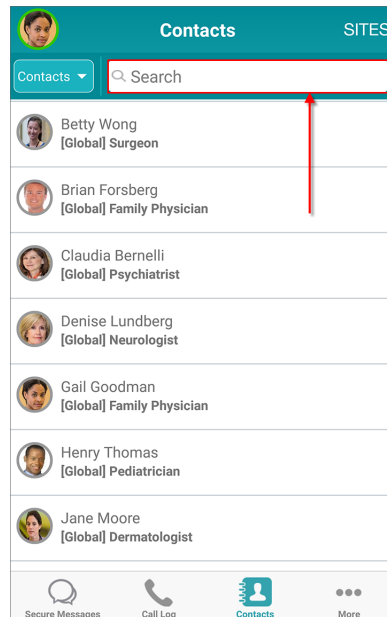 Contacts
SITES
Contacts
Search
Betty Wong
[Global] Surgeon
Brian Forsberg
[Global] Family Physician
Claudia Bernelli
[Global] Psychiatrist
Denise Lundberg
[Global] Neurologist
Gail Goodman
[Global] Family Physician
Henry Thomas
[Global] Pediatrician
Jane Moore
[Global] Dermatologist
Secure Messages
Call Log
Contacts
More